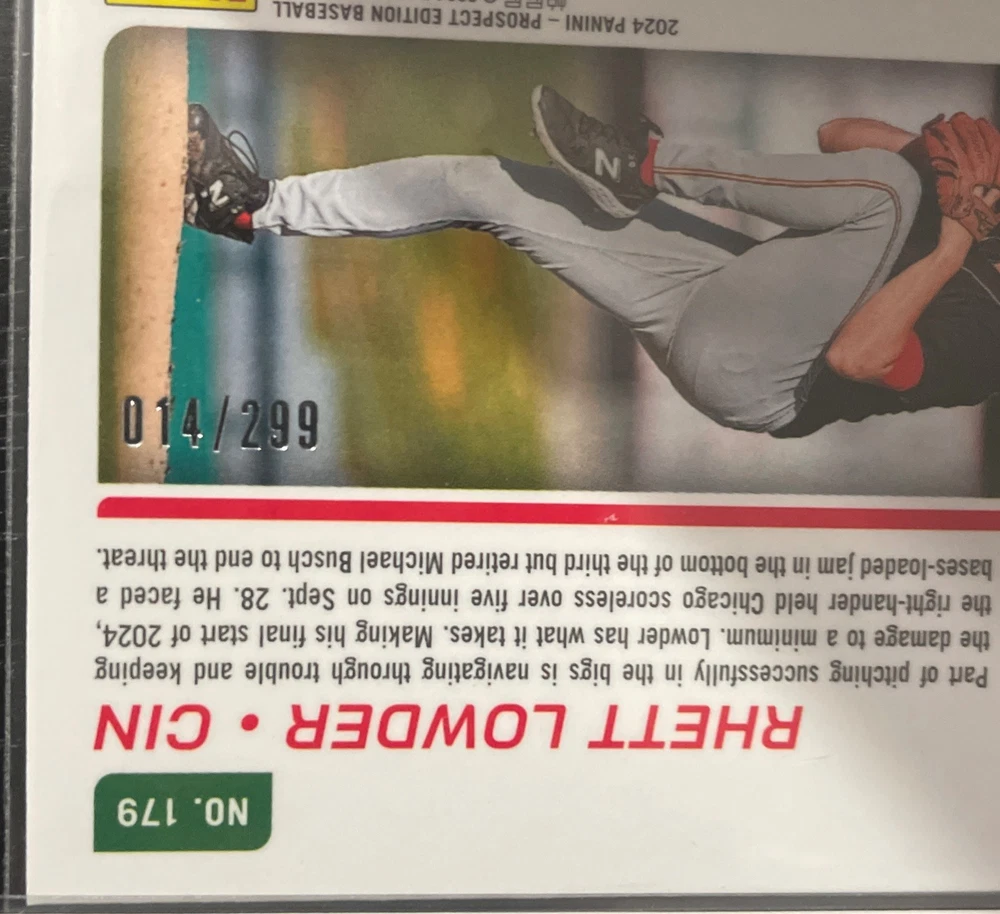 NO. 179
RHETT LOWDER • CIN
Part of pitching successfully in the bigs is navigating through trouble and keeping
the damage to a minimum. Lowder has what it takes. Making his final start of 2024,
the right-hander held Chicago scoreless over five innings on Sept. 28. He faced a
bases-loaded jam in the bottom of the third but retired Michael Busch to end the threat.
014/299
N
N
2024 PANINI – PROSPECT EDITION BASEBALL